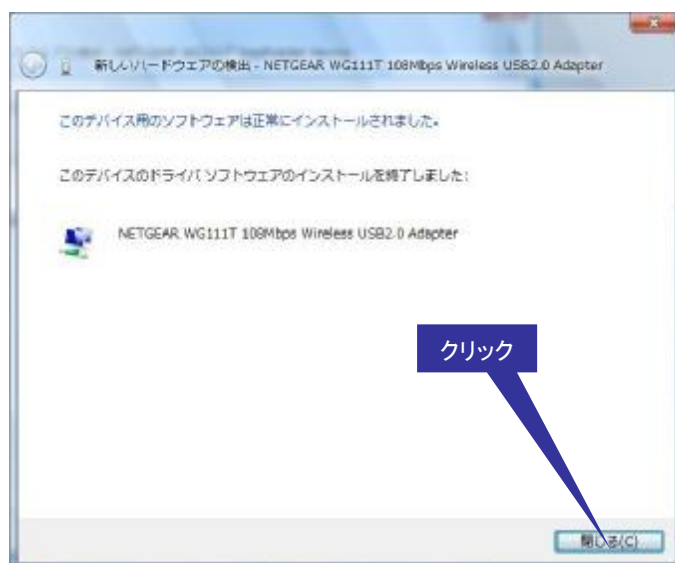 新しいハードウェアの検出 - NETGEAR WG111T 108Mbps Wireless USB2.0 Adapter
このデバイス用のソフトウェアは正常にインストールされました。
このデバイスのドライバ ソフトウェアのインストールを終了しました:
NETGEAR WG111T 108Mbps Wireless USB2.0 Adapter
クリック
閉じる(C)